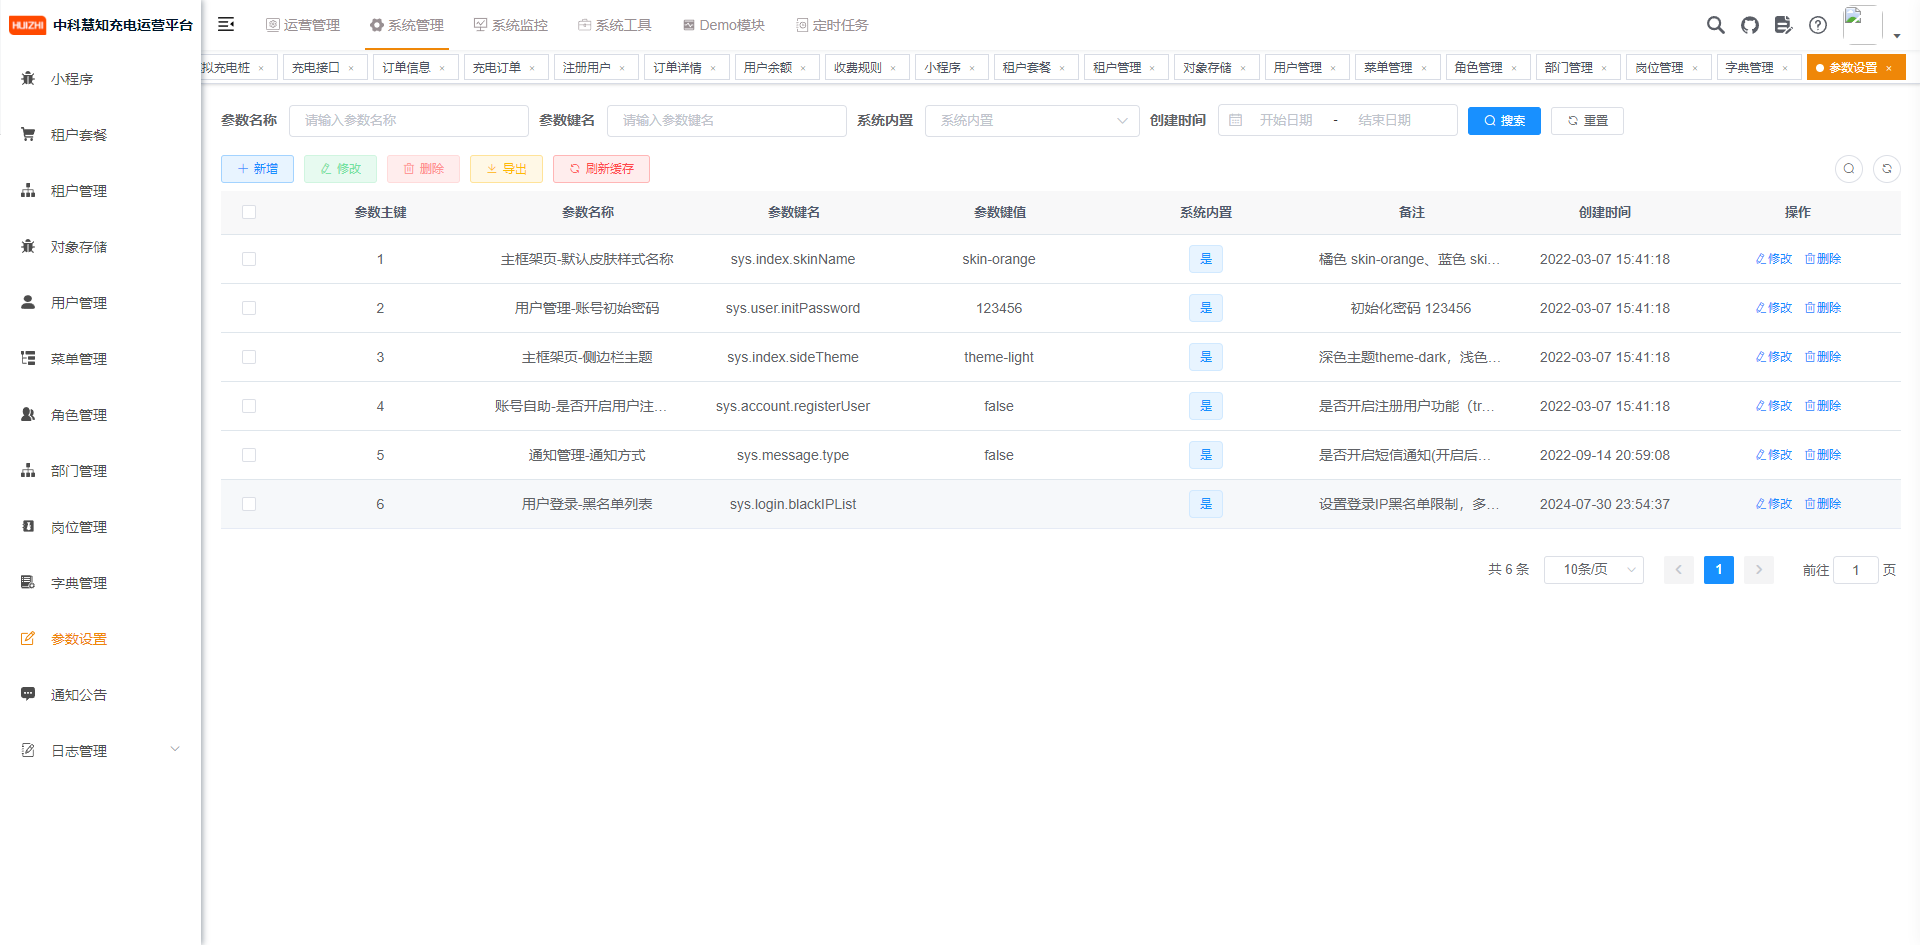 HUIZHI 中科慧知充电运营平台
运营管理 系统管理 系统监控 系统工具 Demo模块 定时任务
拟充电桩 × 充电接口 × 订单信息 × 充电订单 × 注册用户 × 订单详情 × 用户余额 × 收费规则 × 小程序 × 租户套餐 × 租户管理 × 对象存储 × 用户管理 × 菜单管理 × 角色管理 × 部门管理 × 岗位管理 × 字典管理 × 参数设置 ×
小程序
租户套餐
租户管理
对象存储
用户管理
菜单管理
角色管理
部门管理
岗位管理
字典管理
参数设置
通知公告
日志管理
参数名称 请输入参数名称 参数键名 请输入参数键名 系统内置 系统内置 创建时间 开始日期 - 结束日期 搜索 重置
新增 修改 删除 导出 刷新缓存
参数主键 参数名称 参数键名 参数键值 系统内置 备注 创建时间 操作
1 主框架页-默认皮肤样式名称 sys.index.skinName skin-orange 是 橘色 skin-orange、蓝色 ski... 2022-03-07 15:41:18 修改 删除
2 用户管理-账号初始密码 sys.user.initPassword 123456 是 初始化密码 123456 2022-03-07 15:41:18 修改 删除
3 主框架页-侧边栏主题 sys.index.sideTheme theme-light 是 深色主题theme-dark，浅色... 2022-03-07 15:41:18 修改 删除
4 账号自助-是否开启用户注... sys.account.registerUser false 是 是否开启注册用户功能（tr... 2022-03-07 15:41:18 修改 删除
5 通知管理-通知方式 sys.message.type false 是 是否开启短信通知(开启后... 2022-09-14 20:59:08 修改 删除
6 用户登录-黑名单列表 sys.login.blackIPList 是 设置登录IP黑名单限制，多... 2024-07-30 23:54:37 修改 删除
共 6 条 10条/页 1 前往 1 页